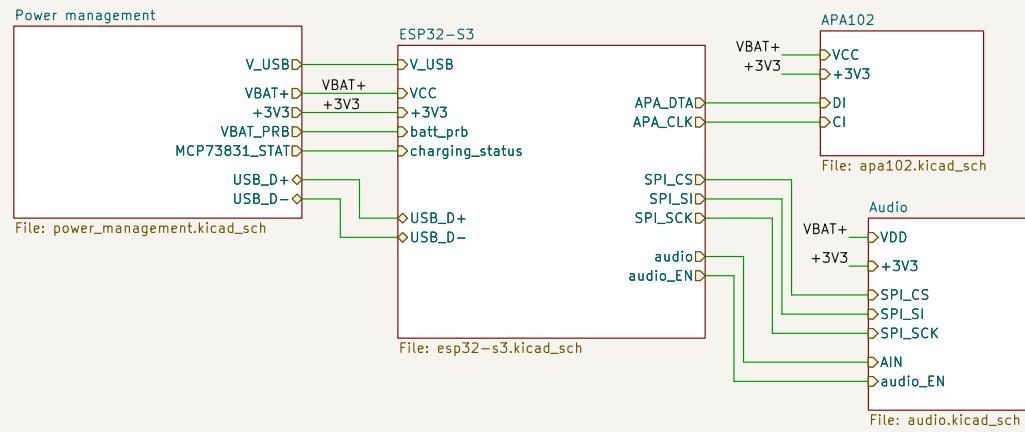 Power management
V_USB
VBAT+
+3V3
VBAT_PRB
MCP73831_STAT
USB_D+
USB_D-
File: power_management.kicad_sch
VBAT+
+3V3
ESP32-S3
V_USB
VCC
+3V3
batt_prb
charging_status
USB_D+
USB_D-
APA_DTA
APA_CLK
SPI_CS
SPI_SI
SPI_SCK
audio
audio_EN
File: esp32-s3.kicad_sch
APA102
VBAT+
+3V3
VCC
+3V3
DI
CI
File: apa102.kicad_sch
Audio
VBAT+
+3V3
VDD
+3V3
SPI_CS
SPI_SI
SPI_SCK
AIN
audio_EN
File: audio.kicad_sch